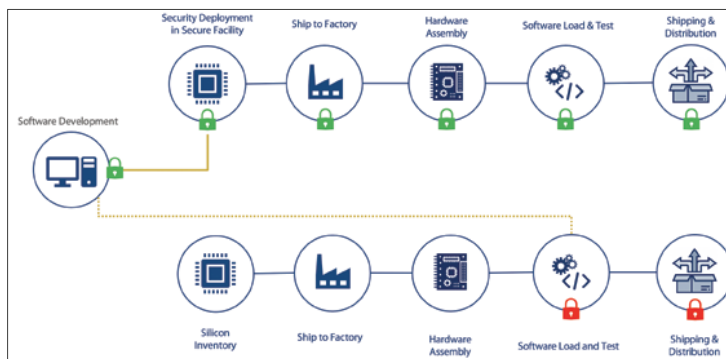 Security Deployment
in Secure Facility
Ship to Factory
Hardware
Assembly
Software Load & Test
Shipping &
Distribution
Software Development
</>
</>
Silicon
Inventory
Ship to Factory
Hardware
Assembly
Software Load and Test
Shipping &
Distribution